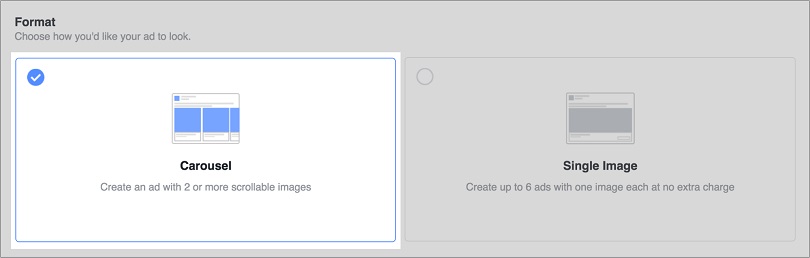 Format
Choose how you'd like your ad to look.
Carousel
Create an ad with 2 or more scrollable images
Single Image
Create up to 6 ads with one image each at no extra charge